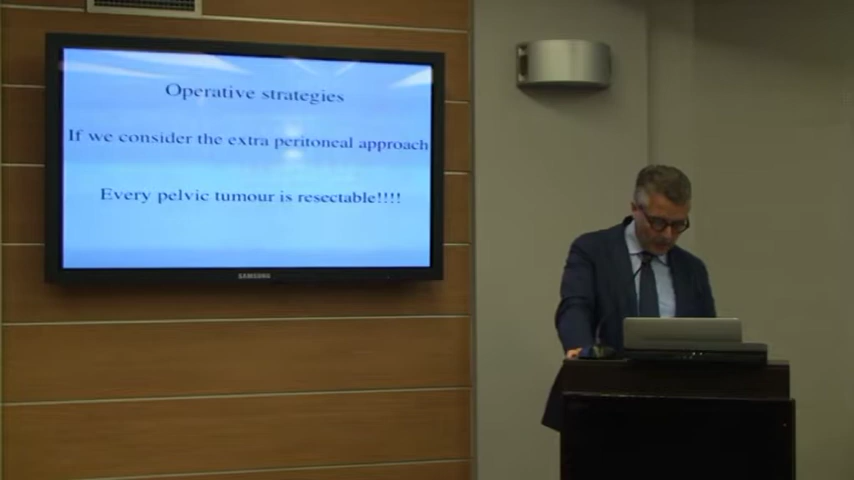 Operative strategies
If we consider the extra peritoneal approach
Every pelvic tumour is resectable!!!!
SAMSUNG